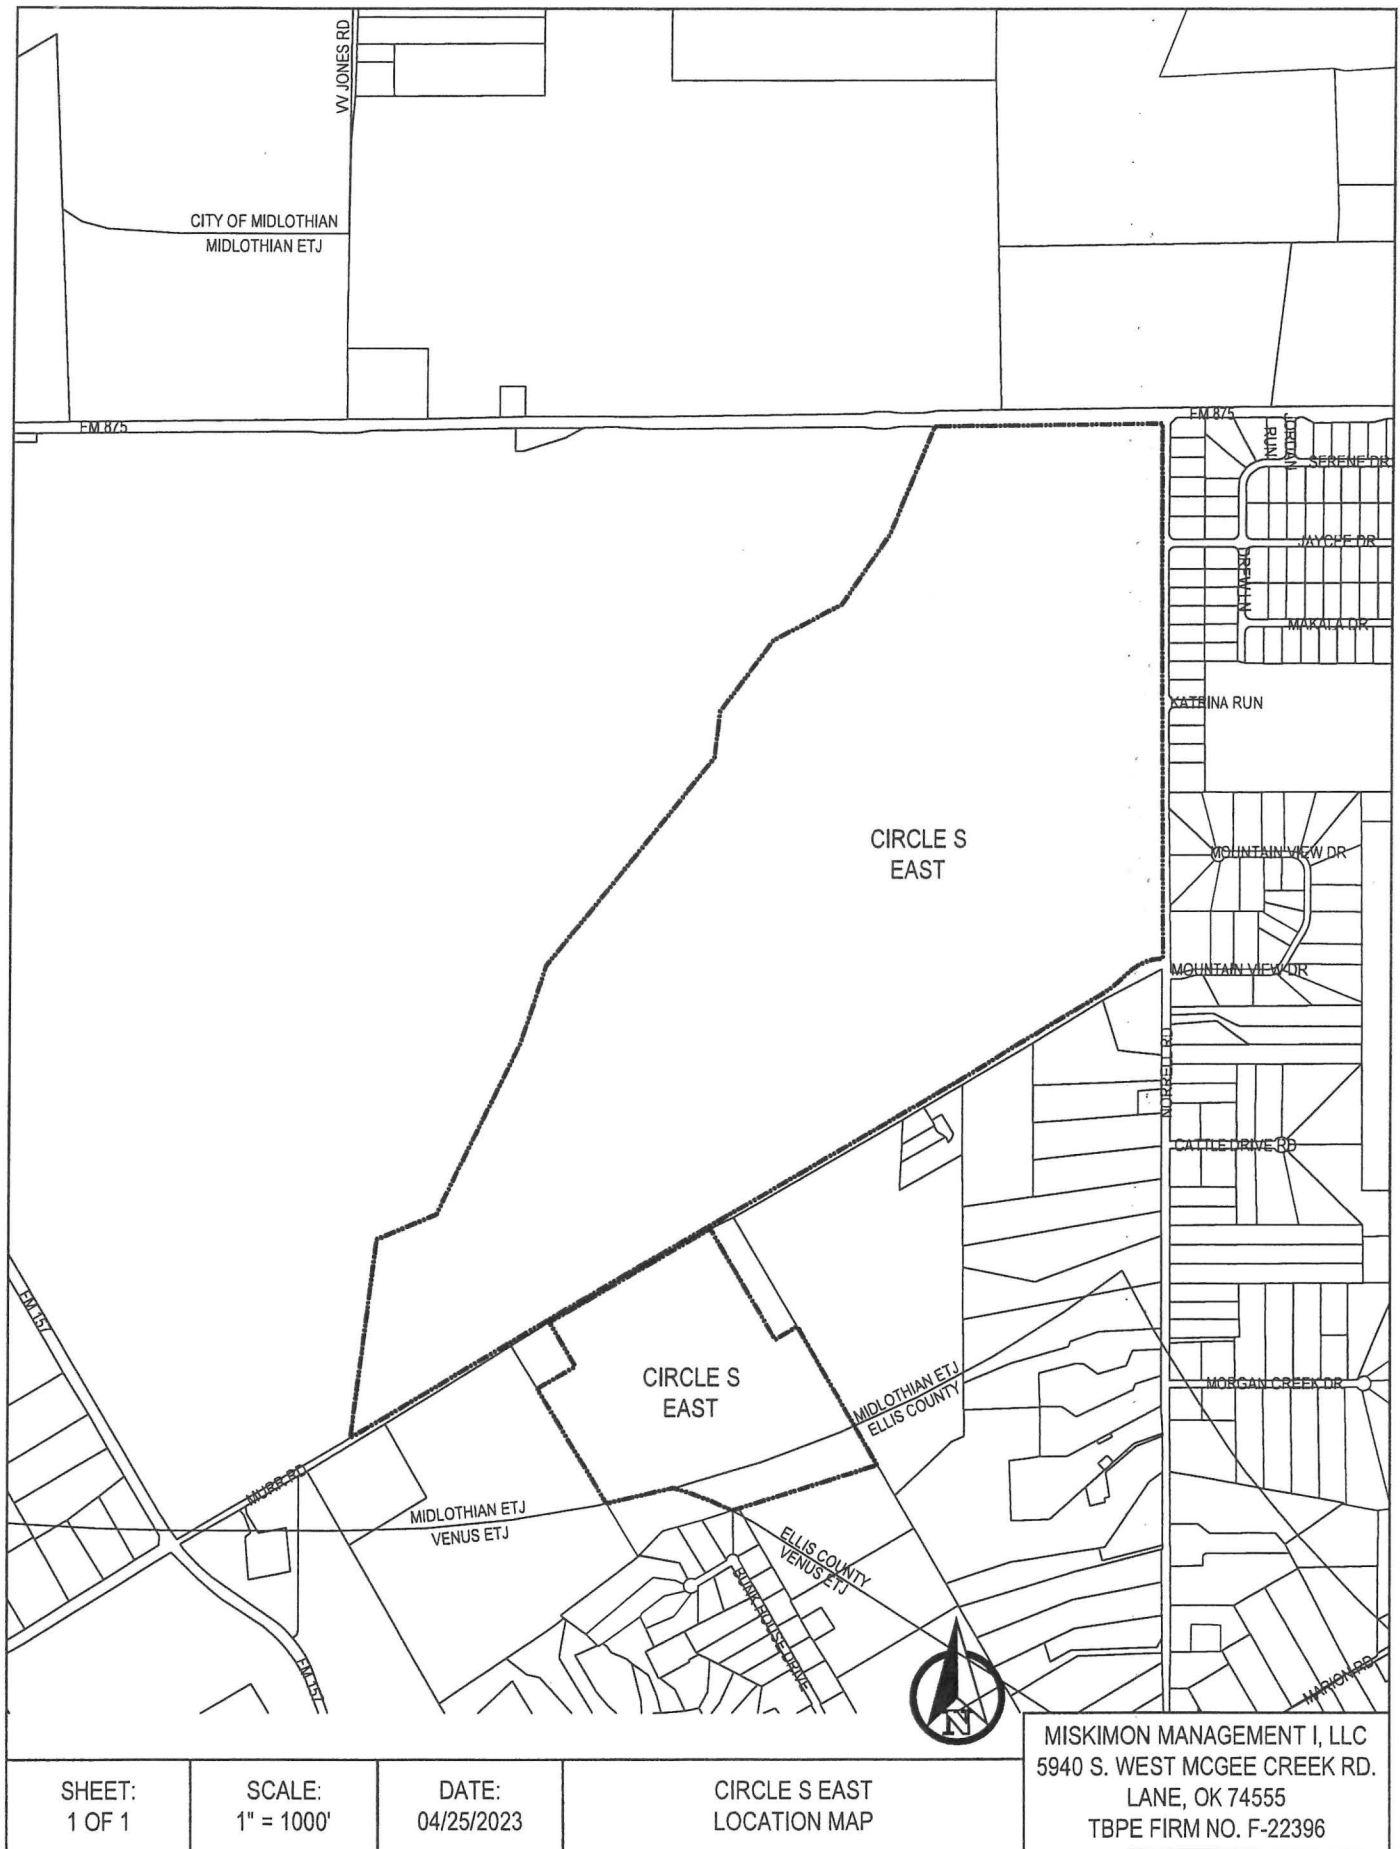 VV JONES RD
CITY OF MIDLOTHIAN
MIDLOTHIAN ETJ
FM 875
FM 875
JORDAN
RUN
SERENE DR
JAYCEE DR
DREW LN
MAKALA DR
KATRINA RUN
CIRCLE S
EAST
MOUNTAIN VIEW DR
MOUNTAIN VIEW DR
NORRELL RD
CATTLE DRIVE RD
FM 157
CIRCLE S
EAST
MIDLOTHIAN ETJ
ELLIS COUNTY
MORGAN CREEK DR
MURR RD
MIDLOTHIAN ETJ
VENUS ETJ
ELLIS COUNTY
VENUS ETJ
BUNK HOUSE DRIVE
FM 157
MARION RD
N
SHEET:
1 OF 1
SCALE:
1" = 1000'
DATE:
04/25/2023
CIRCLE S EAST
LOCATION MAP
MISKIMON MANAGEMENT I, LLC
5940 S. WEST MCGEE CREEK RD.
LANE, OK 74555
TBPE FIRM NO. F-22396